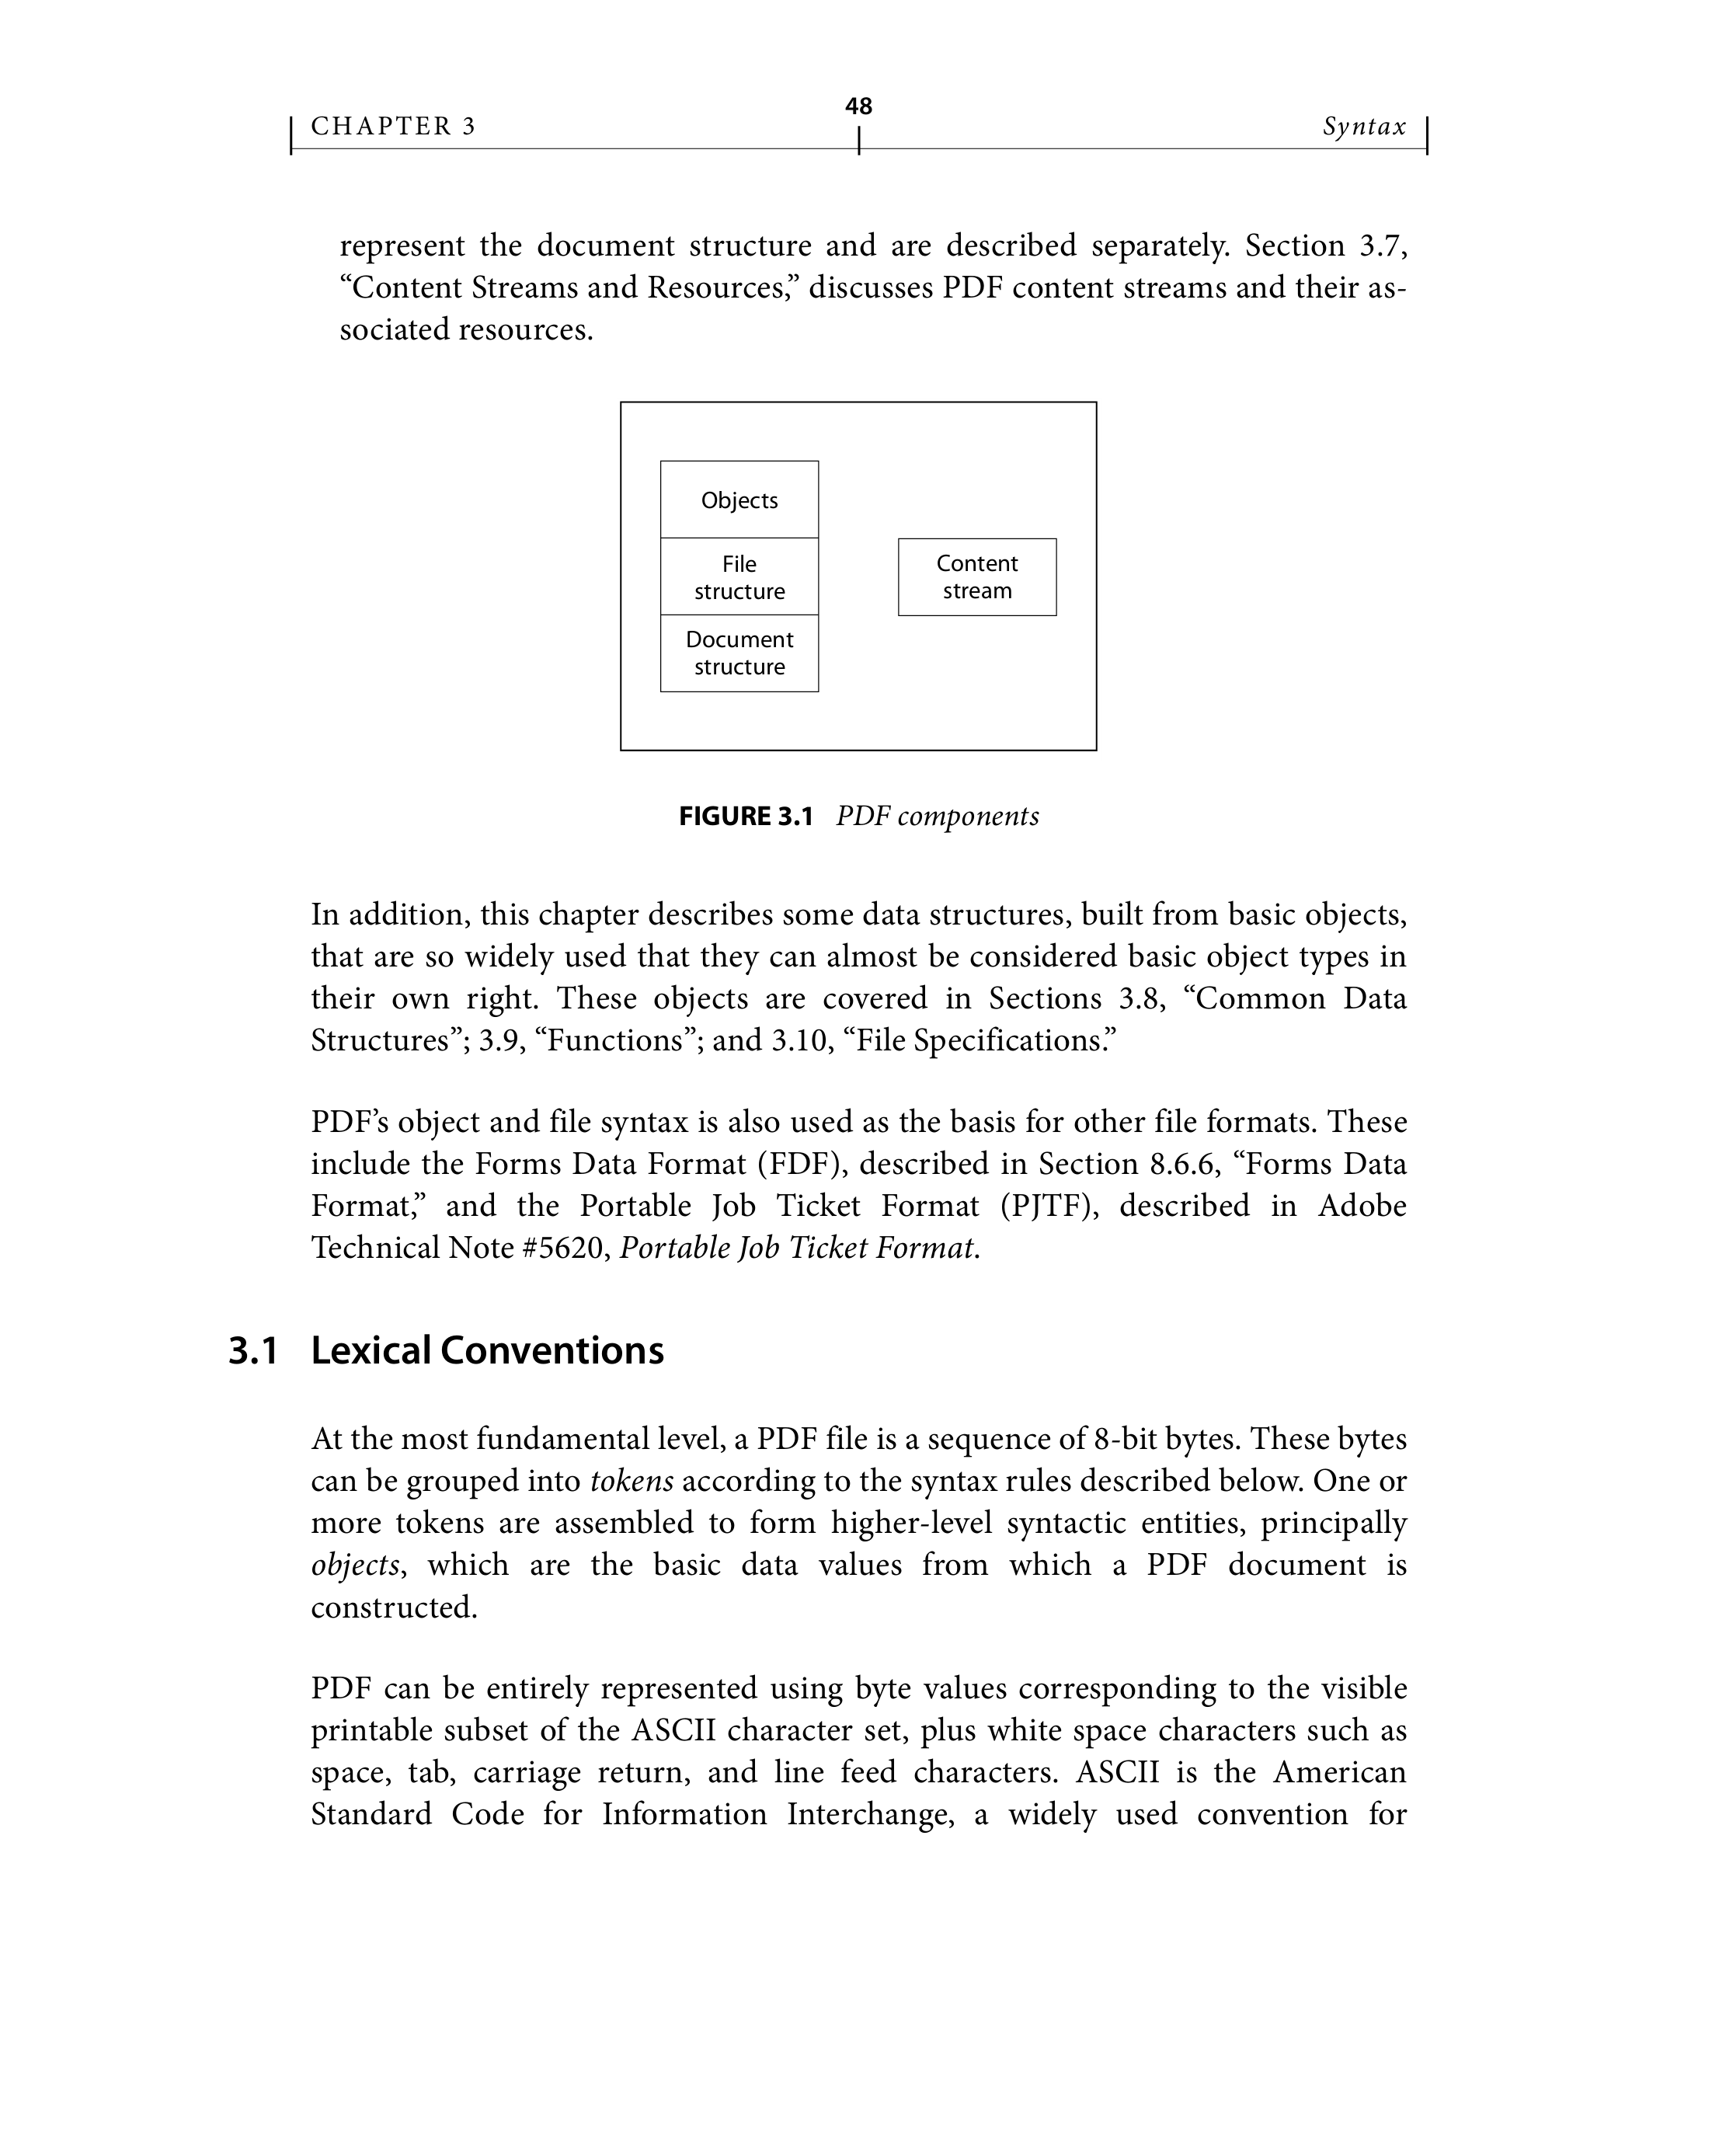 CHAPTER 3
48
Syntax
represent the document structure and are described separately. Section 3.7,
“Content Streams and Resources,” discusses PDF content streams and their as-
sociated resources.
Objects
File
structure
Document
structure
Content
stream
FIGURE 3.1 PDF components
In addition, this chapter describes some data structures, built from basic objects,
that are so widely used that they can almost be considered basic object types in
their own right. These objects are covered in Sections 3.8, “Common Data
Structures”; 3.9, “Functions”; and 3.10, “File Specifications.”
PDF’s object and file syntax is also used as the basis for other file formats. These
include the Forms Data Format (FDF), described in Section 8.6.6, “Forms Data
Format,” and the Portable Job Ticket Format (PJTF), described in Adobe
Technical Note #5620, Portable Job Ticket Format.
3.1 Lexical Conventions
At the most fundamental level, a PDF file is a sequence of 8-bit bytes. These bytes
can be grouped into tokens according to the syntax rules described below. One or
more tokens are assembled to form higher-level syntactic entities, principally
objects, which are the basic data values from which a PDF document is
constructed.
PDF can be entirely represented using byte values corresponding to the visible
printable subset of the ASCII character set, plus white space characters such as
space, tab, carriage return, and line feed characters. ASCII is the American
Standard Code for Information Interchange, a widely used convention for